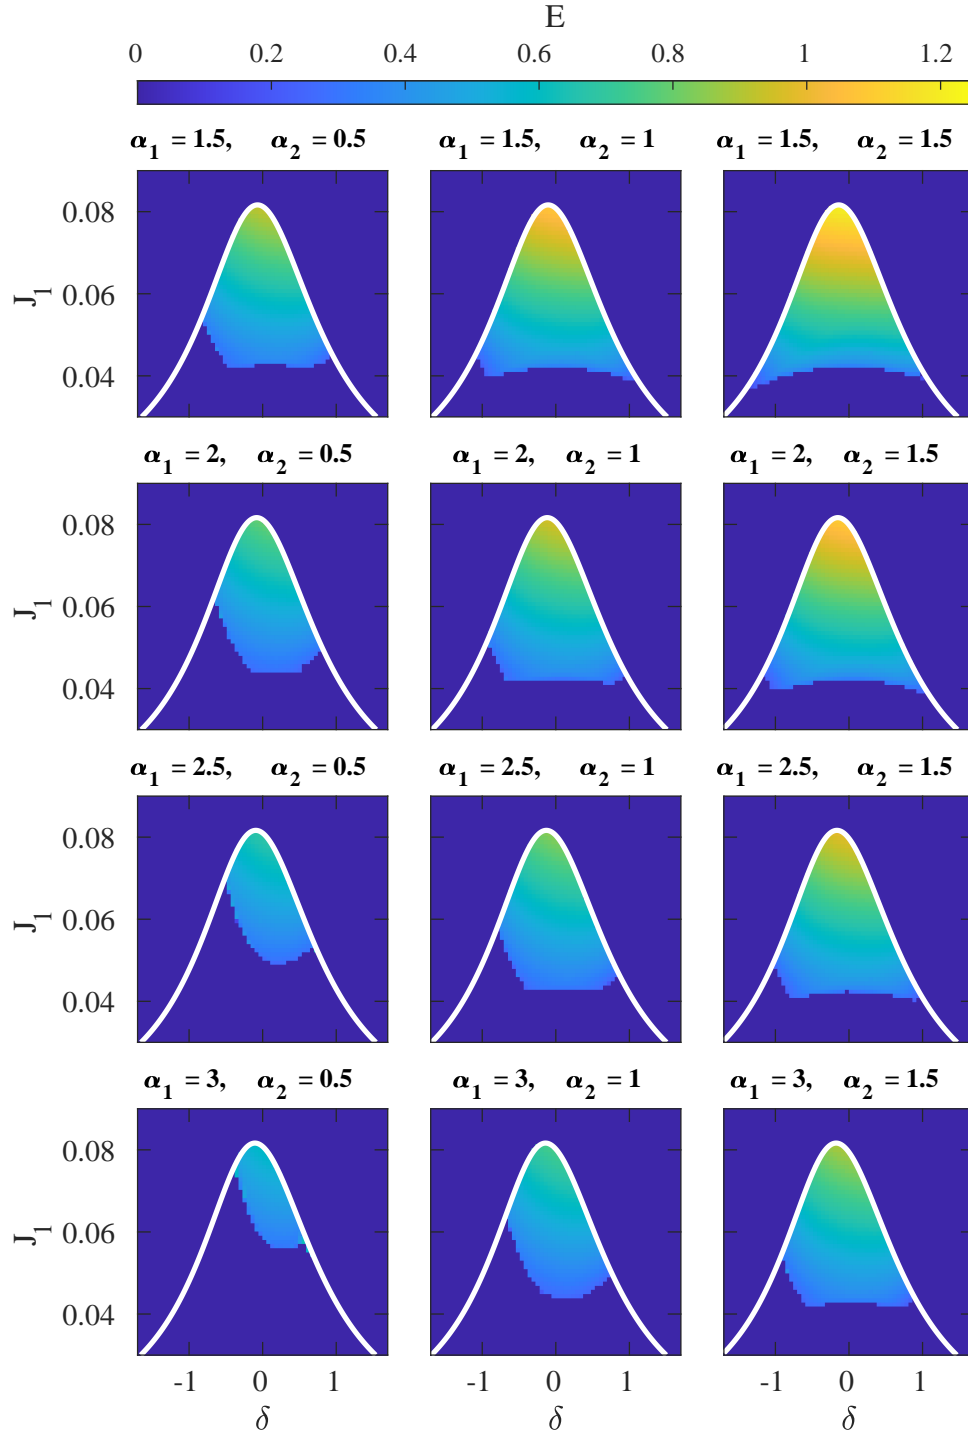 E
0 0.2 0.4 0.6 0.8 1 1.2
α1 = 1.5, α2 = 0.5 α1 = 1.5, α2 = 1 α1 = 1.5, α2 = 1.5
0.08
J1 0.06
0.04
α1 = 2, α2 = 0.5 α1 = 2, α2 = 1 α1 = 2, α2 = 1.5
0.08
J1 0.06
0.04
α1 = 2.5, α2 = 0.5 α1 = 2.5, α2 = 1 α1 = 2.5, α2 = 1.5
0.08
J1 0.06
0.04
α1 = 3, α2 = 0.5 α1 = 3, α2 = 1 α1 = 3, α2 = 1.5
0.08
J1 0.06
0.04
-1 0 1 -1 0 1 -1 0 1
δ δ δ